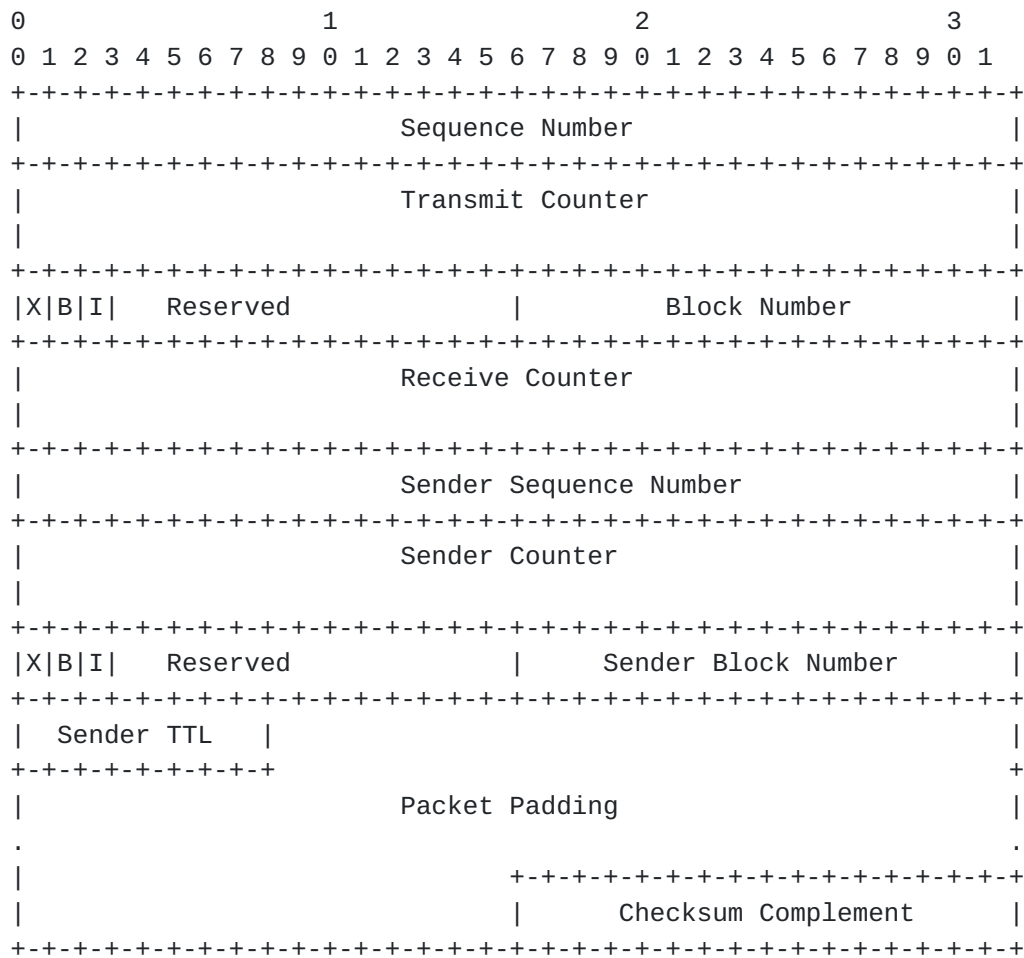 0                   1                   2                   3
0 1 2 3 4 5 6 7 8 9 0 1 2 3 4 5 6 7 8 9 0 1 2 3 4 5 6 7 8 9 0 1
+-+-+-+-+-+-+-+-+-+-+-+-+-+-+-+-+-+-+-+-+-+-+-+-+-+-+-+-+-+-+-+-+
|                        Sequence Number                        |
+-+-+-+-+-+-+-+-+-+-+-+-+-+-+-+-+-+-+-+-+-+-+-+-+-+-+-+-+-+-+-+-+
|                        Transmit Counter                       |
|                                                               |
+-+-+-+-+-+-+-+-+-+-+-+-+-+-+-+-+-+-+-+-+-+-+-+-+-+-+-+-+-+-+-+-+
|X|B|I|   Reserved              |         Block Number          |
+-+-+-+-+-+-+-+-+-+-+-+-+-+-+-+-+-+-+-+-+-+-+-+-+-+-+-+-+-+-+-+-+
|                        Receive Counter                        |
|                                                               |
+-+-+-+-+-+-+-+-+-+-+-+-+-+-+-+-+-+-+-+-+-+-+-+-+-+-+-+-+-+-+-+-+
|                        Sender Sequence Number                 |
+-+-+-+-+-+-+-+-+-+-+-+-+-+-+-+-+-+-+-+-+-+-+-+-+-+-+-+-+-+-+-+-+
|                        Sender Counter                         |
|                                                               |
+-+-+-+-+-+-+-+-+-+-+-+-+-+-+-+-+-+-+-+-+-+-+-+-+-+-+-+-+-+-+-+-+
|X|B|I|   Reserved              |     Sender Block Number       |
+-+-+-+-+-+-+-+-+-+-+-+-+-+-+-+-+-+-+-+-+-+-+-+-+-+-+-+-+-+-+-+-+
|  Sender TTL   |                                               |
+-+-+-+-+-+-+-+-+                                               +
|                        Packet Padding                         |
.                                                               .
|                               +-+-+-+-+-+-+-+-+-+-+-+-+-+-+-+-+
|                               |      Checksum Complement      |
+-+-+-+-+-+-+-+-+-+-+-+-+-+-+-+-+-+-+-+-+-+-+-+-+-+-+-+-+-+-+-+-+